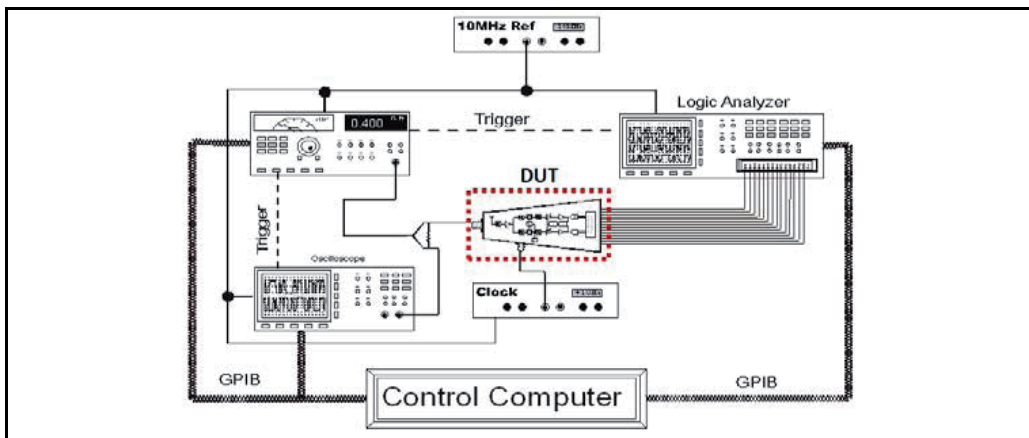 10MHz Ref
Logic Analyzer
0.400
Trigger
DUT
Trigger
Oscilloscope
Clock
GPIB
GPIB
Control Computer